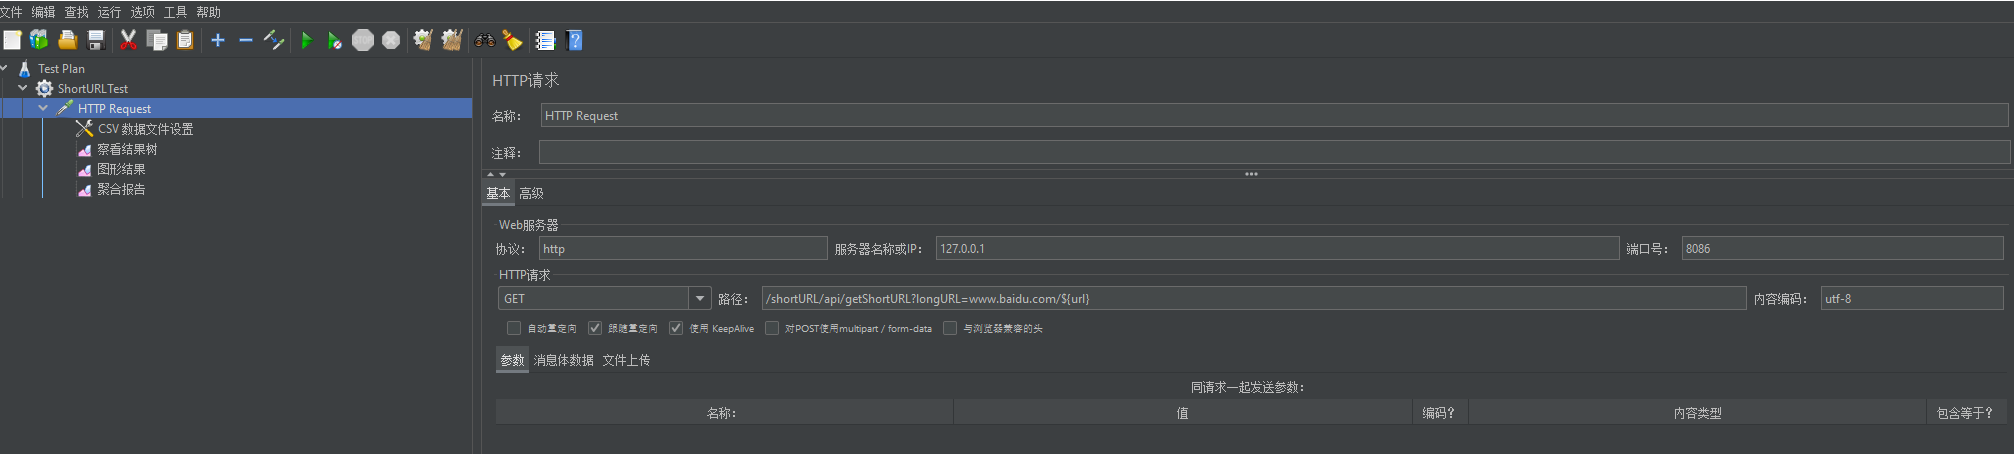 文件 编辑 查找 运行 选项 工具 帮助
STOP
Test Plan
ShortURLTest
HTTP Request
CSV 数据文件设置
察看结果树
图形结果
聚合报告
HTTP请求
名称： HTTP Request
注释：
基本 高级
Web服务器
协议： http 服务器名称或IP： 127.0.0.1 端口号： 8086
HTTP请求
GET 路径： /shortURL/api/getShortURL?longURL=www.baidu.com/${url} 内容编码： utf-8
自动重定向 跟随重定向 使用 KeepAlive 对POST使用multipart / form-data 与浏览器兼容的头
参数 消息体数据 文件上传
同请求一起发送参数：
名称： 值 编码？ 内容类型 包含等于？